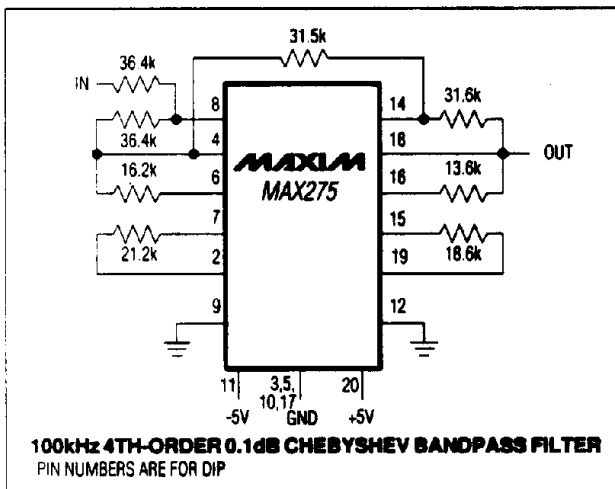 31.5k
36.4k
IN
8
14
31.6k
36.4k
4
MAXIM
18
OUT
16.2k
6
MAX275
16
13.6k
7
15
21.2k
2
19
18.6k
9
12
11
3,5,
10,17
20
-5V
GND
+5V
100kHz 4TH-ORDER 0.1dB CHEBYSHEV BANDPASS FILTER
PIN NUMBERS ARE FOR DIP